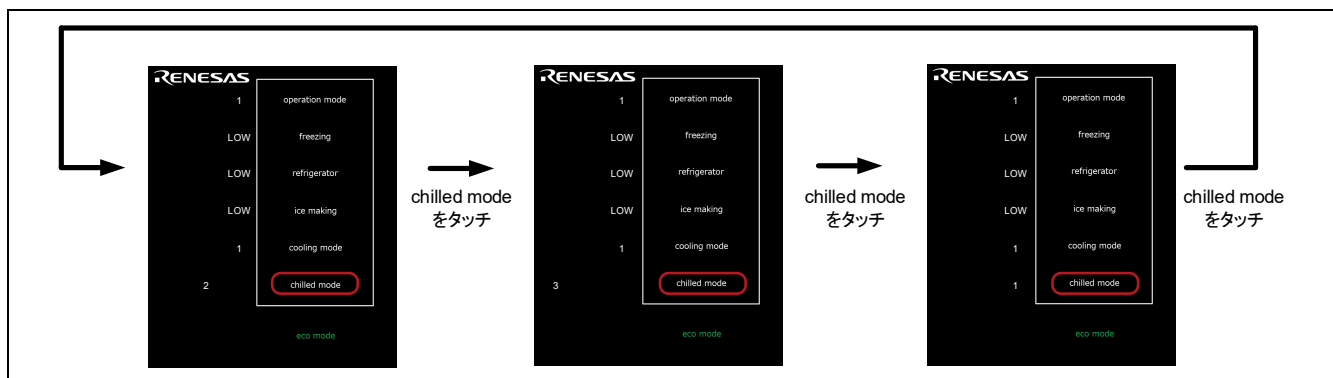 RENESAS
1 operation mode
LOW freezing
LOW refrigerator
LOW ice making
1 cooling mode
2 chilled mode
eco mode
chilled mode
をタッチ
RENESAS
1 operation mode
LOW freezing
LOW refrigerator
LOW ice making
1 cooling mode
3 chilled mode
eco mode
chilled mode
をタッチ
RENESAS
1 operation mode
LOW freezing
LOW refrigerator
LOW ice making
1 cooling mode
1 chilled mode
eco mode
chilled mode
をタッチ